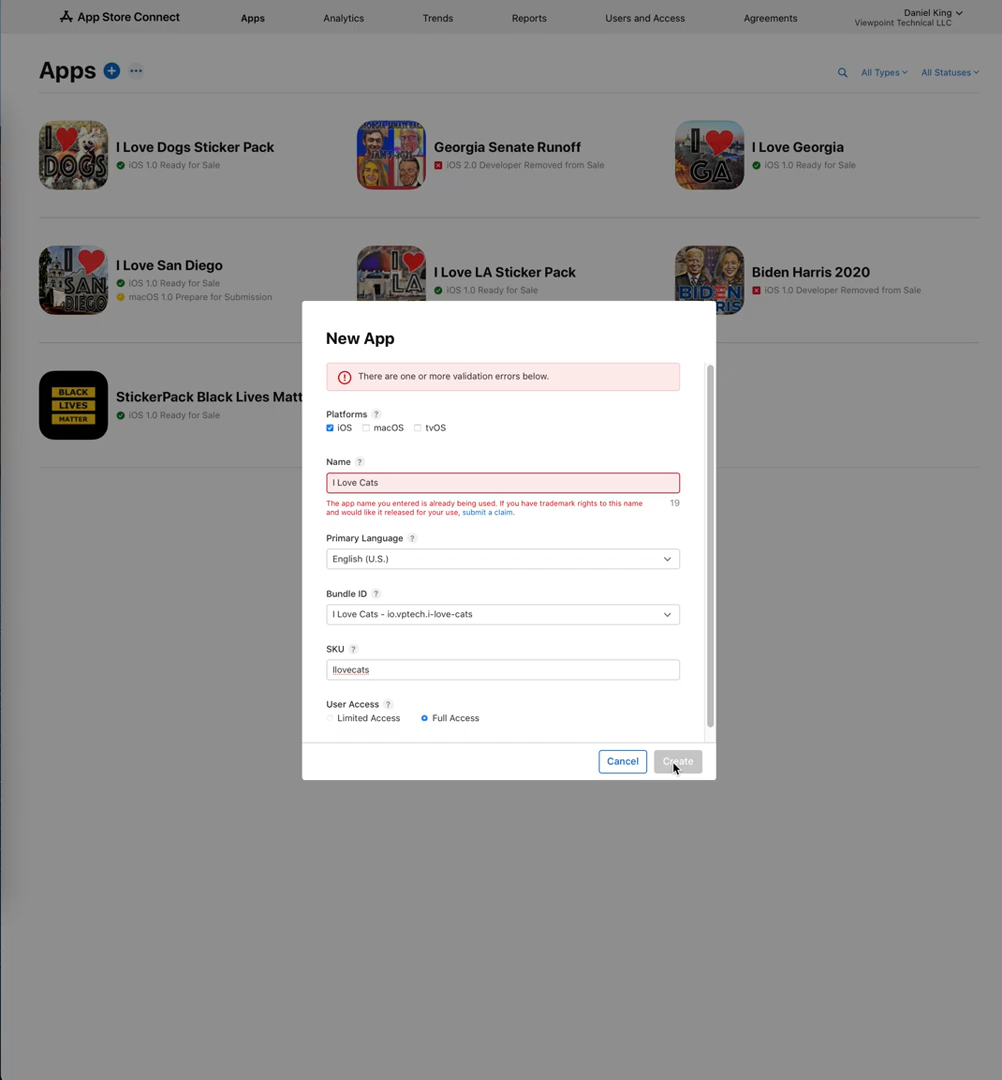 App Store Connect
Apps
Analytics
Trends
Reports
Users and Access
Agreements
Daniel King
Viewpoint Technical LLC
Apps
All Types
All Statuses
I ❤ DOGS
I Love Dogs Sticker Pack
iOS 1.0 Ready for Sale
Georgia Senate Runoff
iOS 2.0 Developer Removed from Sale
I ❤ GA
I Love Georgia
iOS 1.0 Ready for Sale
I ❤ SAN DIEGO
I Love San Diego
iOS 1.0 Ready for Sale
macOS 1.0 Prepare for Submission
I ❤ LA
I Love LA Sticker Pack
iOS 1.0 Ready for Sale
Biden Harris 2020
iOS 1.0 Developer Removed from Sale
BLACK
LIVES
MATTER
StickerPack Black Lives Matt
iOS 1.0 Ready for Sale
New App
There are one or more validation errors below.
Platforms ?
iOS macOS tvOS
Name ?
I Love Cats
The app name you entered is already being used. If you have trademark rights to this name 19
and would like it released for your use, submit a claim.
Primary Language ?
English (U.S.)
Bundle ID ?
I Love Cats - io.vptech.i-love-cats
SKU ?
Ilovecats
User Access ?
Limited Access Full Access
Cancel Create